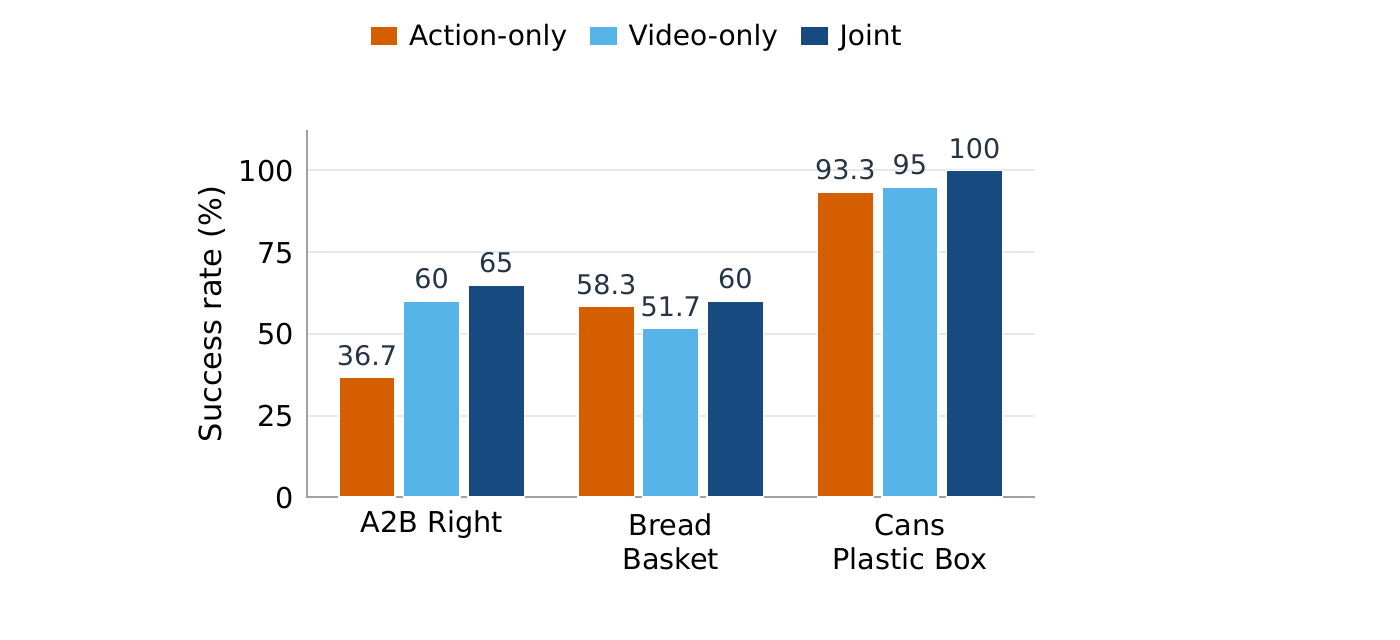 Action-only Video-only Joint
Success rate (%)
100
75
50
25
0
36.7 60 65
58.3 51.7 60
93.3 95 100
A2B Right
Bread
Basket
Cans
Plastic Box